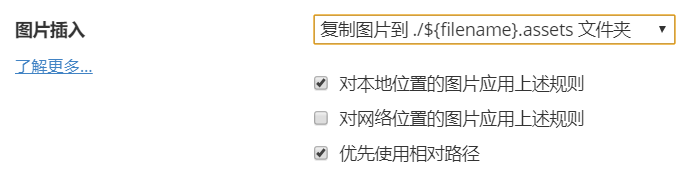 图片插入
复制图片到 ./${filename}.assets 文件夹
了解更多...
对本地位置的图片应用上述规则
对网络位置的图片应用上述规则
优先使用相对路径